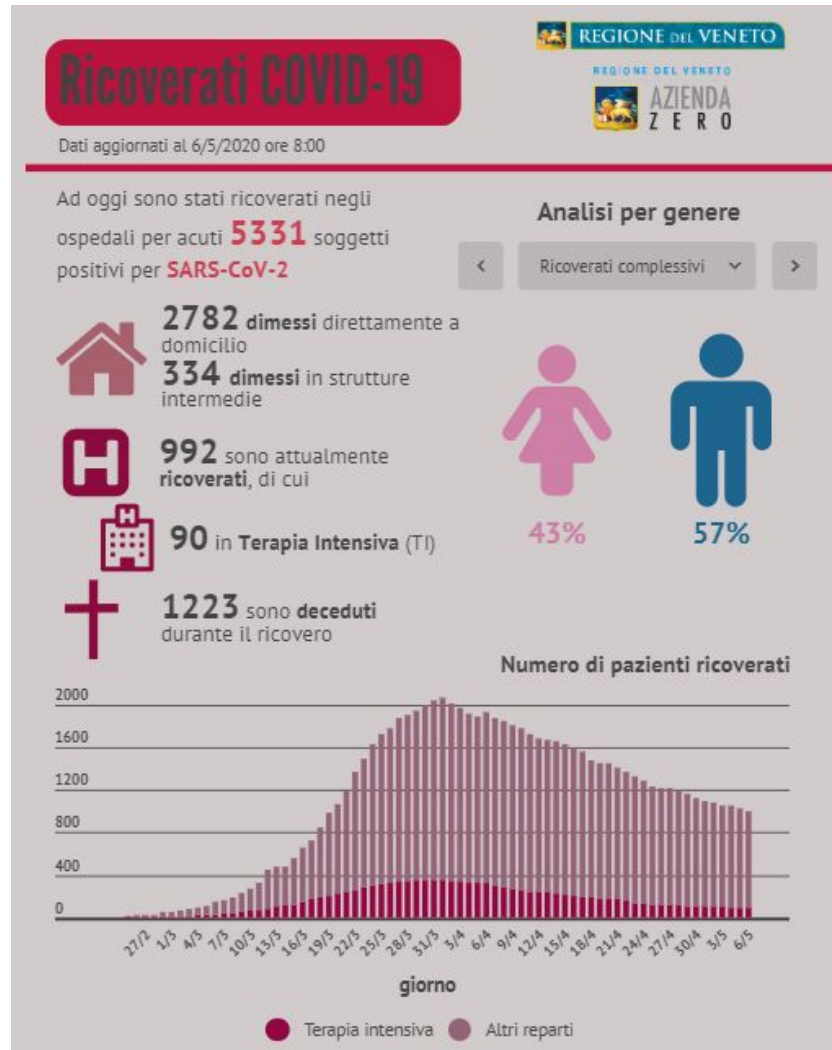 Ricoverati COVID-19
REGIONE DEL VENETO
REGIONE DEL VENETO
AZIENDA
ZERO
Dati aggiornati al 6/5/2020 ore 8:00
Ad oggi sono stati ricoverati negli
ospedali per acuti 5331 soggetti
positivi per SARS-CoV-2
2782 dimessi direttamente a
domicilio
334 dimessi in strutture
intermedie
992 sono attualmente
ricoverati, di cui
H
90 in Terapia Intensiva (TI)
H
1223 sono deceduti
durante il ricovero
Analisi per genere
Ricoverati complessivi
43%
57%
Numero di pazienti ricoverati
2000
1600
1200
800
400
0
27/2 1/3 4/3 7/3 10/3 13/3 16/3 19/3 22/3 25/3 28/3 31/3 3/4 6/4 9/4 12/4 15/4 18/4 21/4 24/4 27/4 30/4 3/5 6/5
giorno
Terapia intensiva Altri reparti